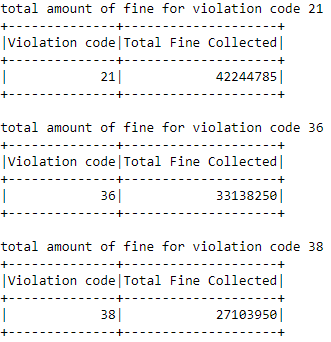 total amount of fine for violation code 21
+--------------+--------------------+
|Violation code|Total Fine Collected|
+--------------+--------------------+
|            21|            42244785|
+--------------+--------------------+
total amount of fine for violation code 36
+--------------+--------------------+
|Violation code|Total Fine Collected|
+--------------+--------------------+
|            36|            33138250|
+--------------+--------------------+
total amount of fine for violation code 38
+--------------+--------------------+
|Violation code|Total Fine Collected|
+--------------+--------------------+
|            38|            27103950|
+--------------+--------------------+